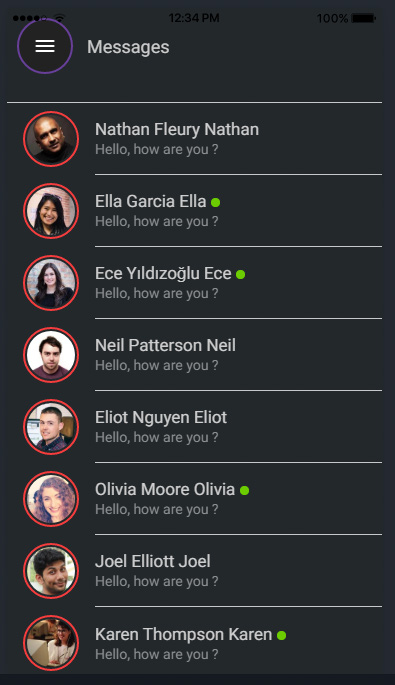 12:34 PM 100%
Messages
Nathan Fleury Nathan
Hello, how are you ?
Ella Garcia Ella
Hello, how are you ?
Ece Yıldızoğlu Ece
Hello, how are you ?
Neil Patterson Neil
Hello, how are you ?
Eliot Nguyen Eliot
Hello, how are you ?
Olivia Moore Olivia
Hello, how are you ?
Joel Elliott Joel
Hello, how are you ?
Karen Thompson Karen
Hello, how are you ?